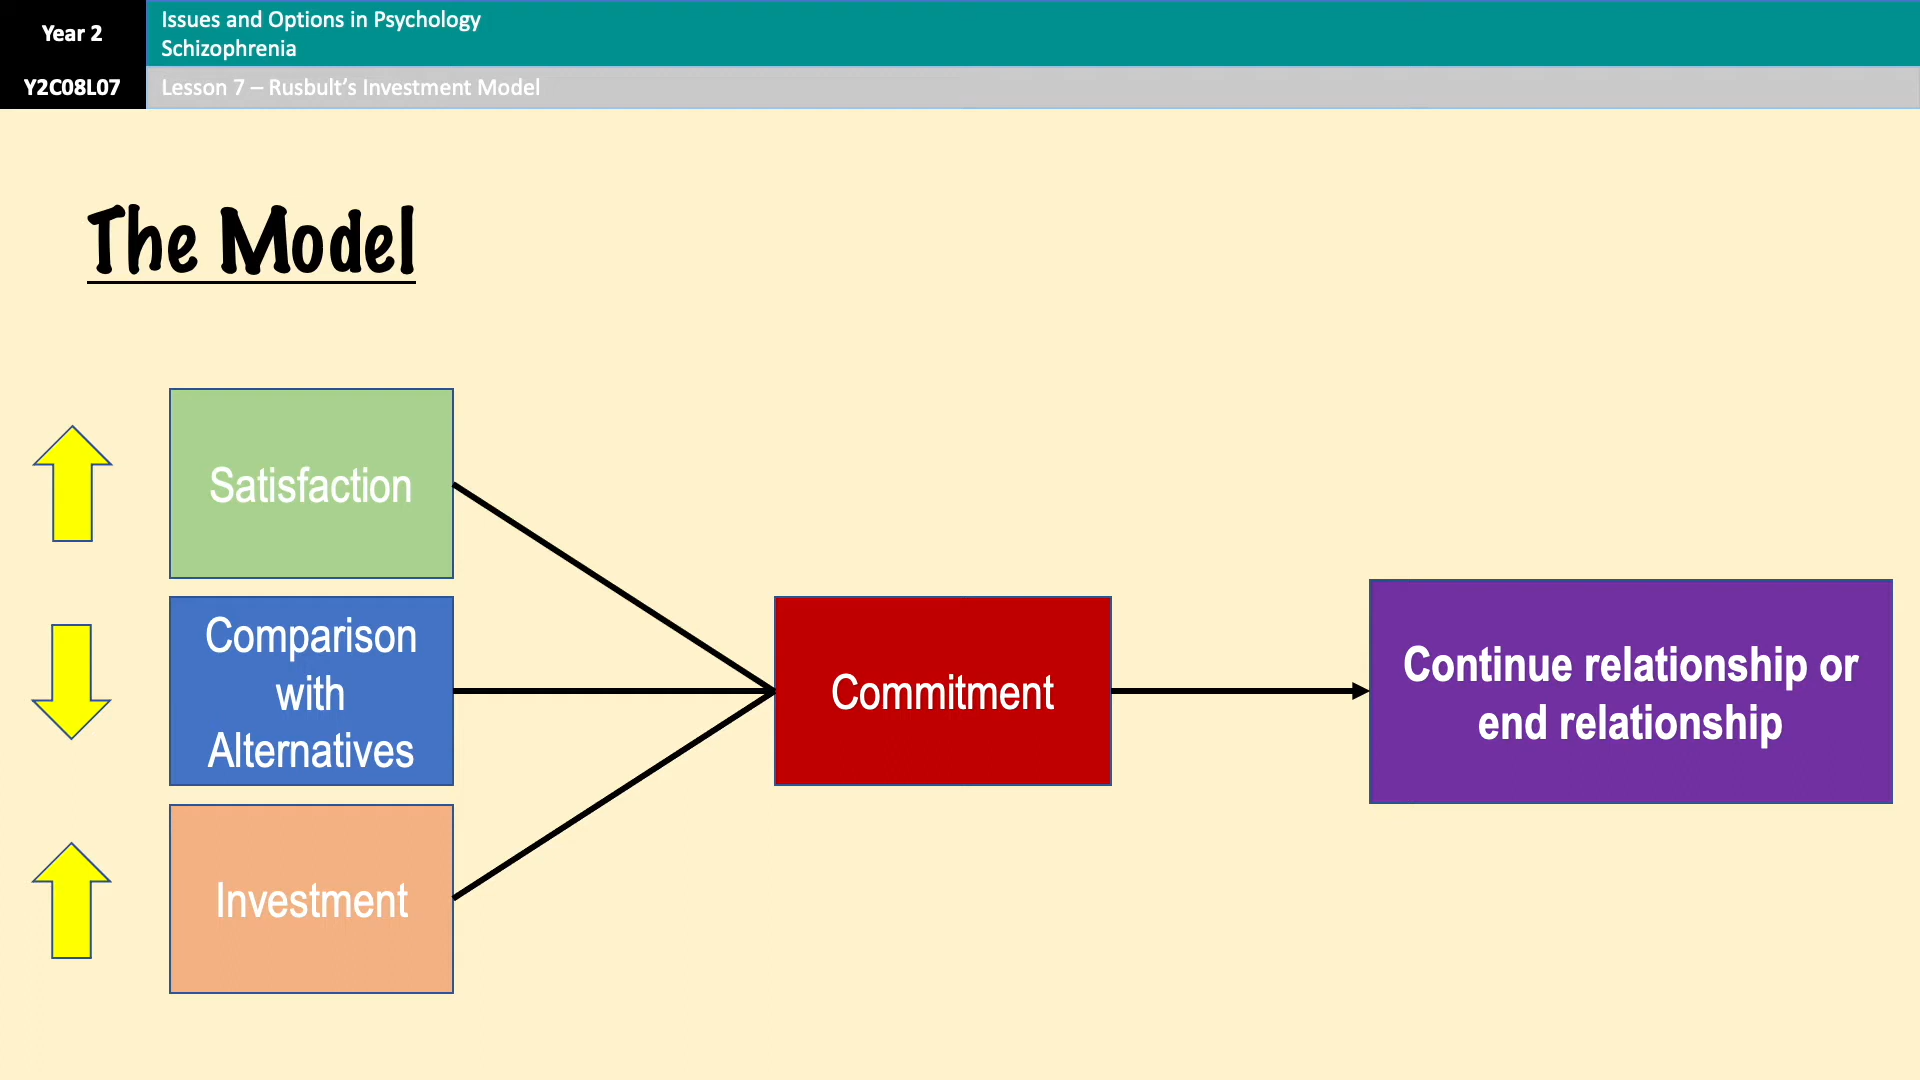 Year 2
Issues and Options in Psychology
Schizophrenia
Y2C08L07
Lesson 7 – Rusbult’s Investment Model
The Model
Satisfaction
Comparison
with
Alternatives
Investment
Commitment
Continue relationship or
end relationship